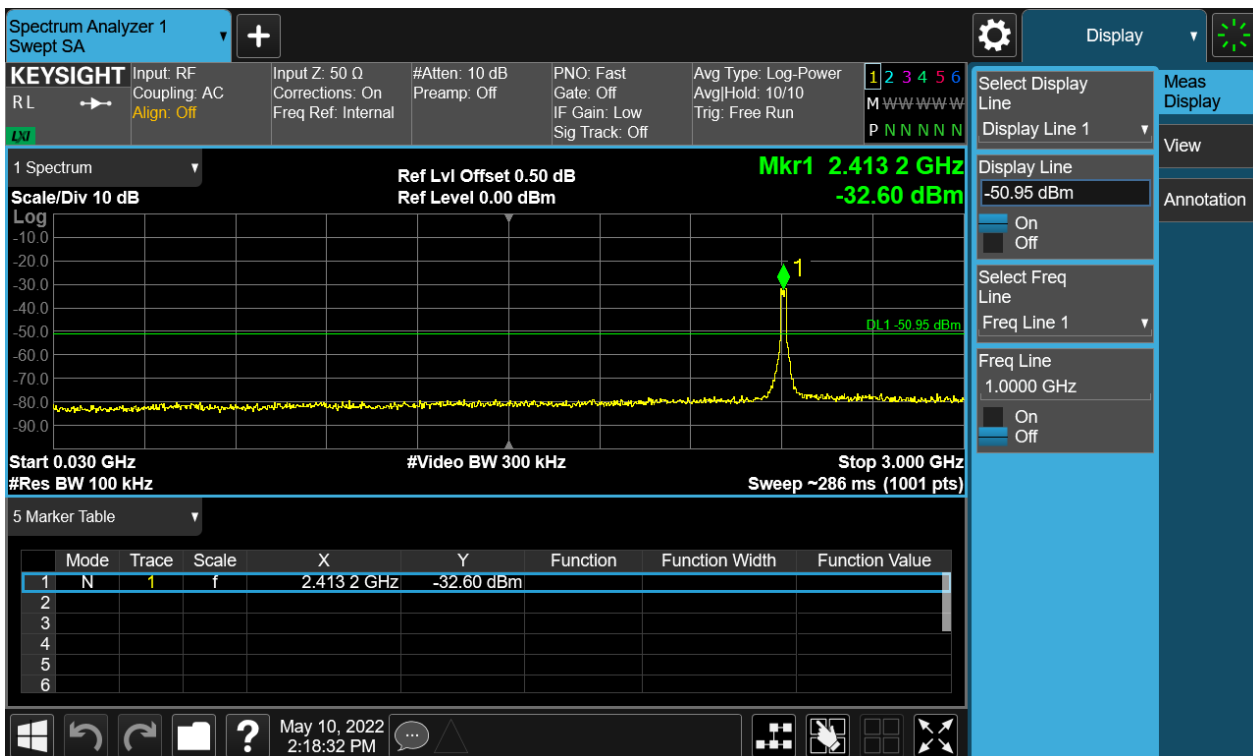 Spectrum Analyzer 1
Swept SA
+
Display
KEYSIGHT
R L
LXI
Input: RF
Coupling: AC
Align: Off
Input Z: 50 Ω
Corrections: On
Freq Ref: Internal
#Atten: 10 dB
Preamp: Off
PNO: Fast
Gate: Off
IF Gain: Low
Sig Track: Off
Avg Type: Log-Power
Avg|Hold: 10/10
Trig: Free Run
1 2 3 4 5 6
M W W W W W
P N N N N N
1 Spectrum
Scale/Div 10 dB
Ref Lvl Offset 0.50 dB
Ref Level 0.00 dBm
Mkr1 2.413 2 GHz
-32.60 dBm
Log
-10.0
-20.0
-30.0
-40.0
-50.0
-60.0
-70.0
-80.0
-90.0
1
DL1 -50.95 dBm
Start 0.030 GHz
#Res BW 100 kHz
#Video BW 300 kHz
Stop 3.000 GHz
Sweep ~286 ms (1001 pts)
5 Marker Table
Mode Trace Scale X Y Function Function Width Function Value
1 N 1 f 2.413 2 GHz -32.60 dBm
2
3
4
5
6
Select Display
Line
Display Line 1
Display Line
-50.95 dBm
On
Off
Select Freq
Line
Freq Line 1
Freq Line
1.0000 GHz
On
Off
Meas
Display
View
Annotation
?
May 10, 2022
2:18:32 PM